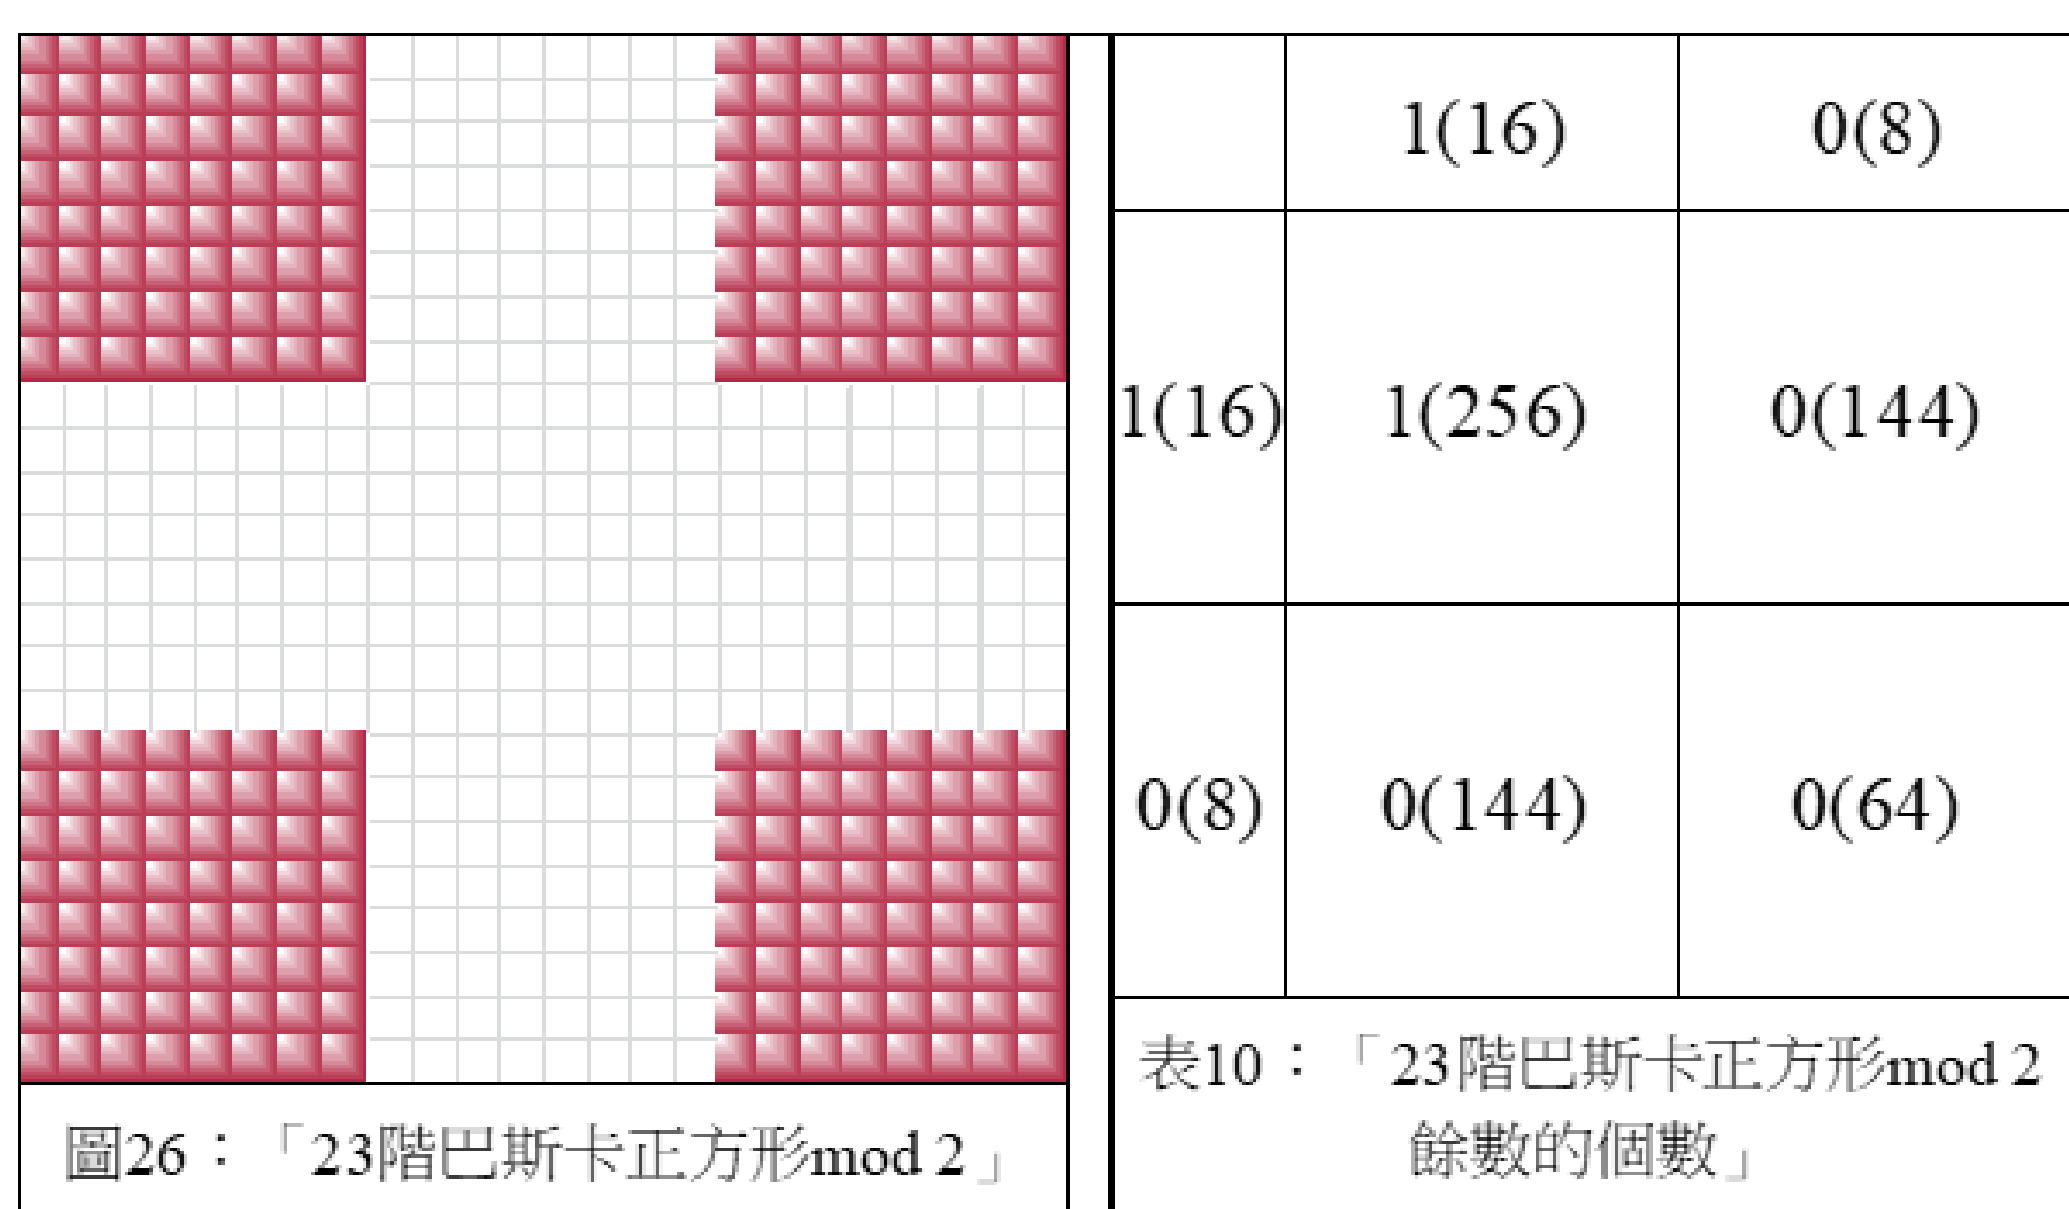 1(16) 0(8)
1(16) 1(256) 0(144)
0(8) 0(144) 0(64)
圖26：「23階巴斯卡正方形mod 2」
表10：「23階巴斯卡正方形mod 2
餘數的個數」